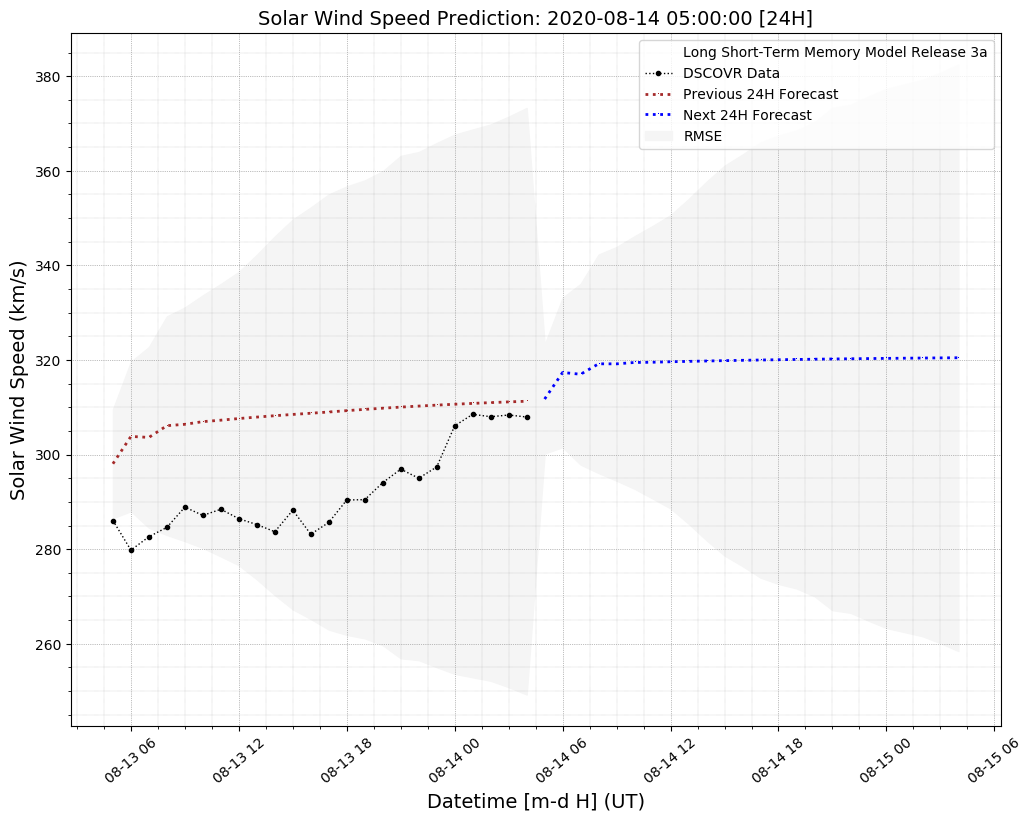 Solar Wind Speed Prediction: 2020-08-14 05:00:00 [24H]
Long Short-Term Memory Model Release 3a
DSCOVR Data
Previous 24H Forecast
Next 24H Forecast
RMSE
Solar Wind Speed (km/s)
380
360
340
320
300
280
260
08-13 06
08-13 12
08-13 18
08-14 00
08-14 06
08-14 12
08-14 18
08-15 00
08-15 06
Datetime [m-d H] (UT)